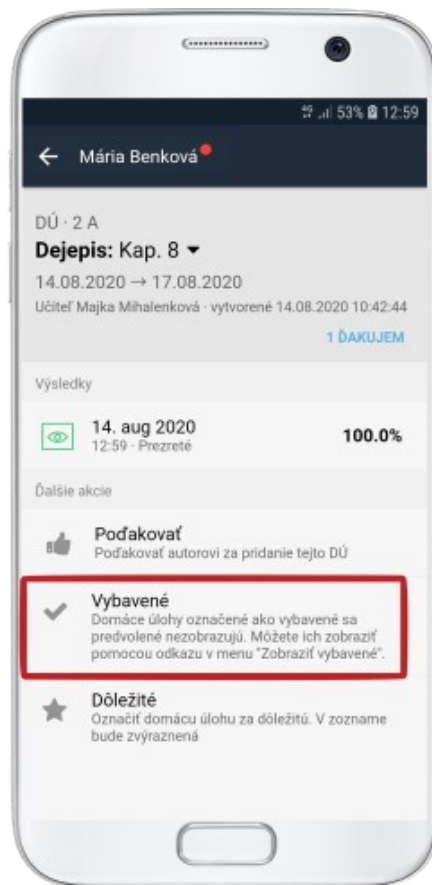 53% 12:59
Mária Benková
DÚ · 2 A
Dejepis: Kap. 8
14.08.2020 → 17.08.2020
Učiteľ Majka Mihalenková · vytvorené 14.08.2020 10:42:44
1 ĎAKUJEM
Výsledky
14. aug 2020
100.0%
12:59 · Prezreté
Ďalšie akcie
Poďakovať
Poďakovať autorovi za pridanie tejto DÚ
Vybavené
Domáce úlohy označené ako vybavené sa
predvolené nezobrazujú. Môžete ich zobraziť
pomocou odkazu v menu "Zobraziť vybavené".
Dôležité
Označiť domácu úlohu za dôležitú. V zozname
bude zvýraznená